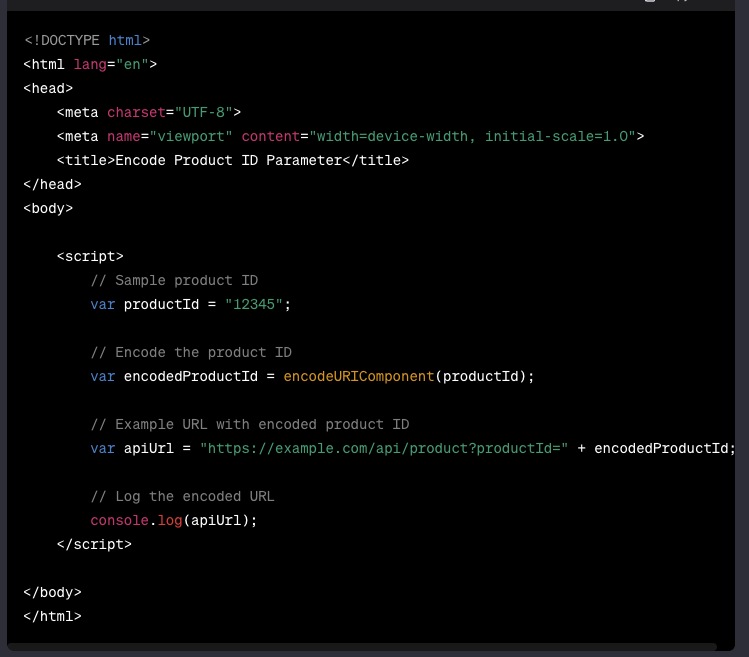 <!DOCTYPE html>
<html lang="en">
<head>
    <meta charset="UTF-8">
    <meta name="viewport" content="width=device-width, initial-scale=1.0">
    <title>Encode Product ID Parameter</title>
</head>
<body>

    <script>
        // Sample product ID
        var productId = "12345";

        // Encode the product ID
        var encodedProductId = encodeURIComponent(productId);

        // Example URL with encoded product ID
        var apiUrl = "https://example.com/api/product?productId=" + encodedProductId;

        // Log the encoded URL
        console.log(apiUrl);
    </script>

</body>
</html>